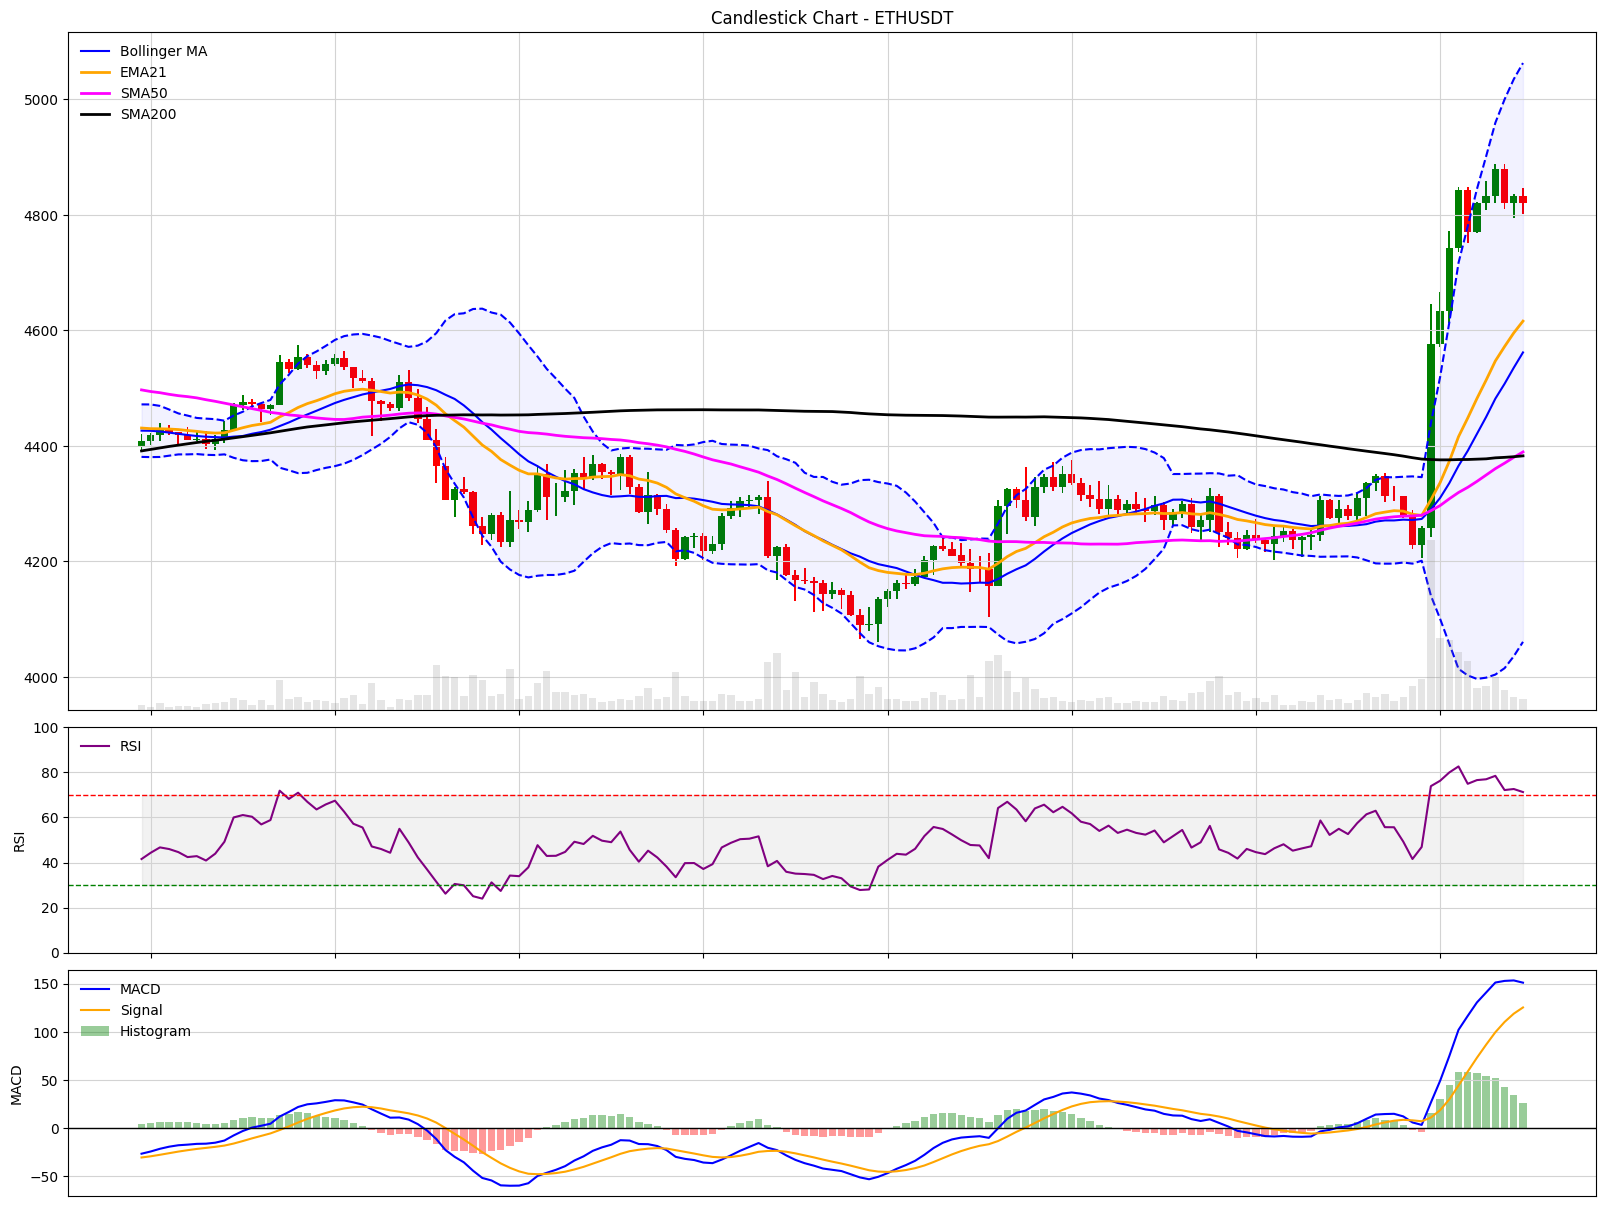 Candlestick Chart - ETHUSDT
Bollinger MA
EMA21
SMA50
SMA200
5000
4800
4600
4400
4200
4000
RSI
100
80
60
40
20
0
RSI
MACD
Signal
Histogram
150
100
50
0
−50
MACD